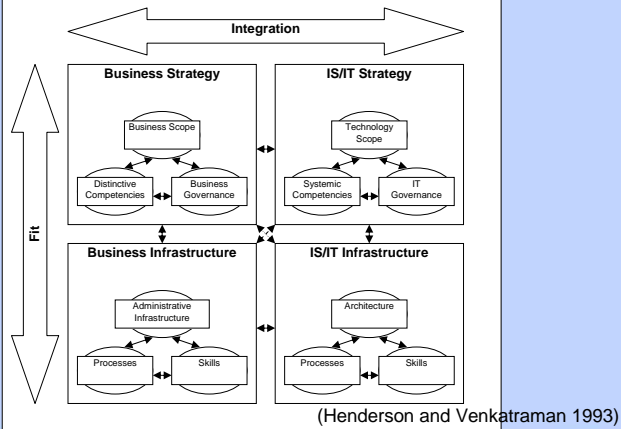 Integration
Fit
Business Strategy
Business Scope
Distinctive
Competencies
Business
Governance
IS/IT Strategy
Technology
Scope
Systemic
Competencies
IT
Governance
Business Infrastructure
Administrative
Infrastructure
Processes
Skills
IS/IT Infrastructure
Architecture
Processes
Skills
(Henderson and Venkatraman 1993)